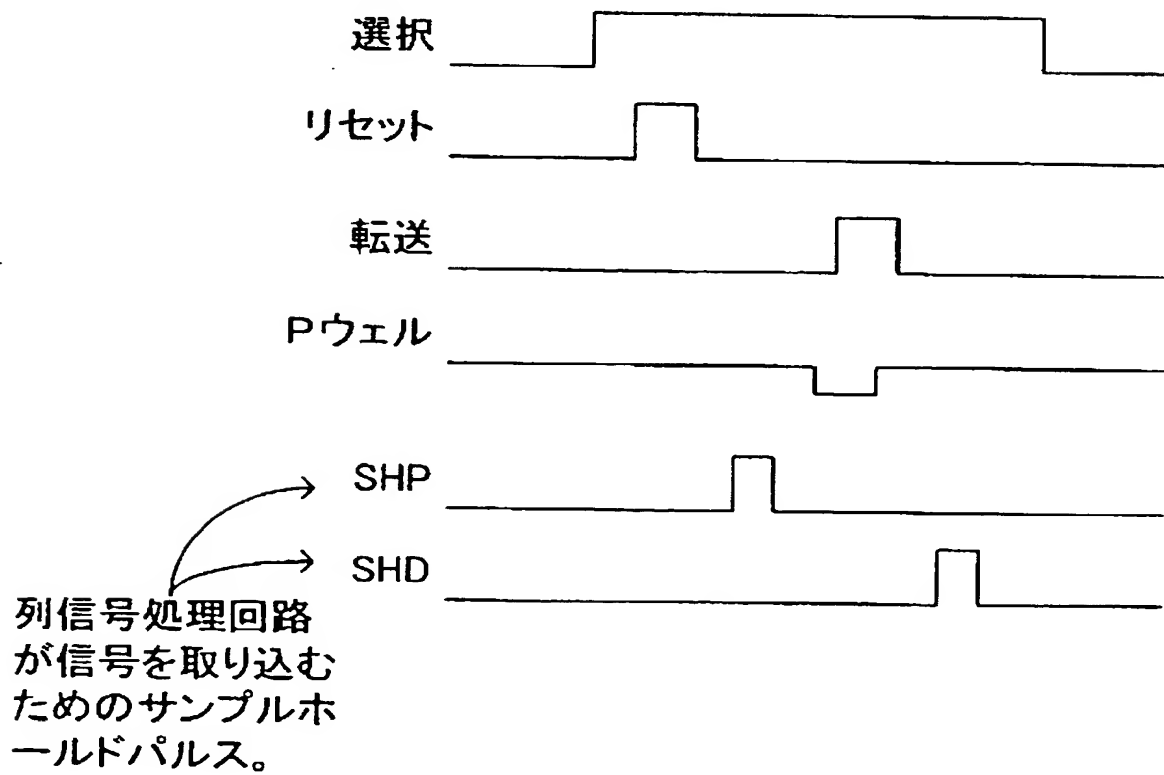 選択
リセット
転送
Pウェル
SHP
SHD
列信号処理回路
が信号を取り込む
ためのサンプルホ
ールドパルス。